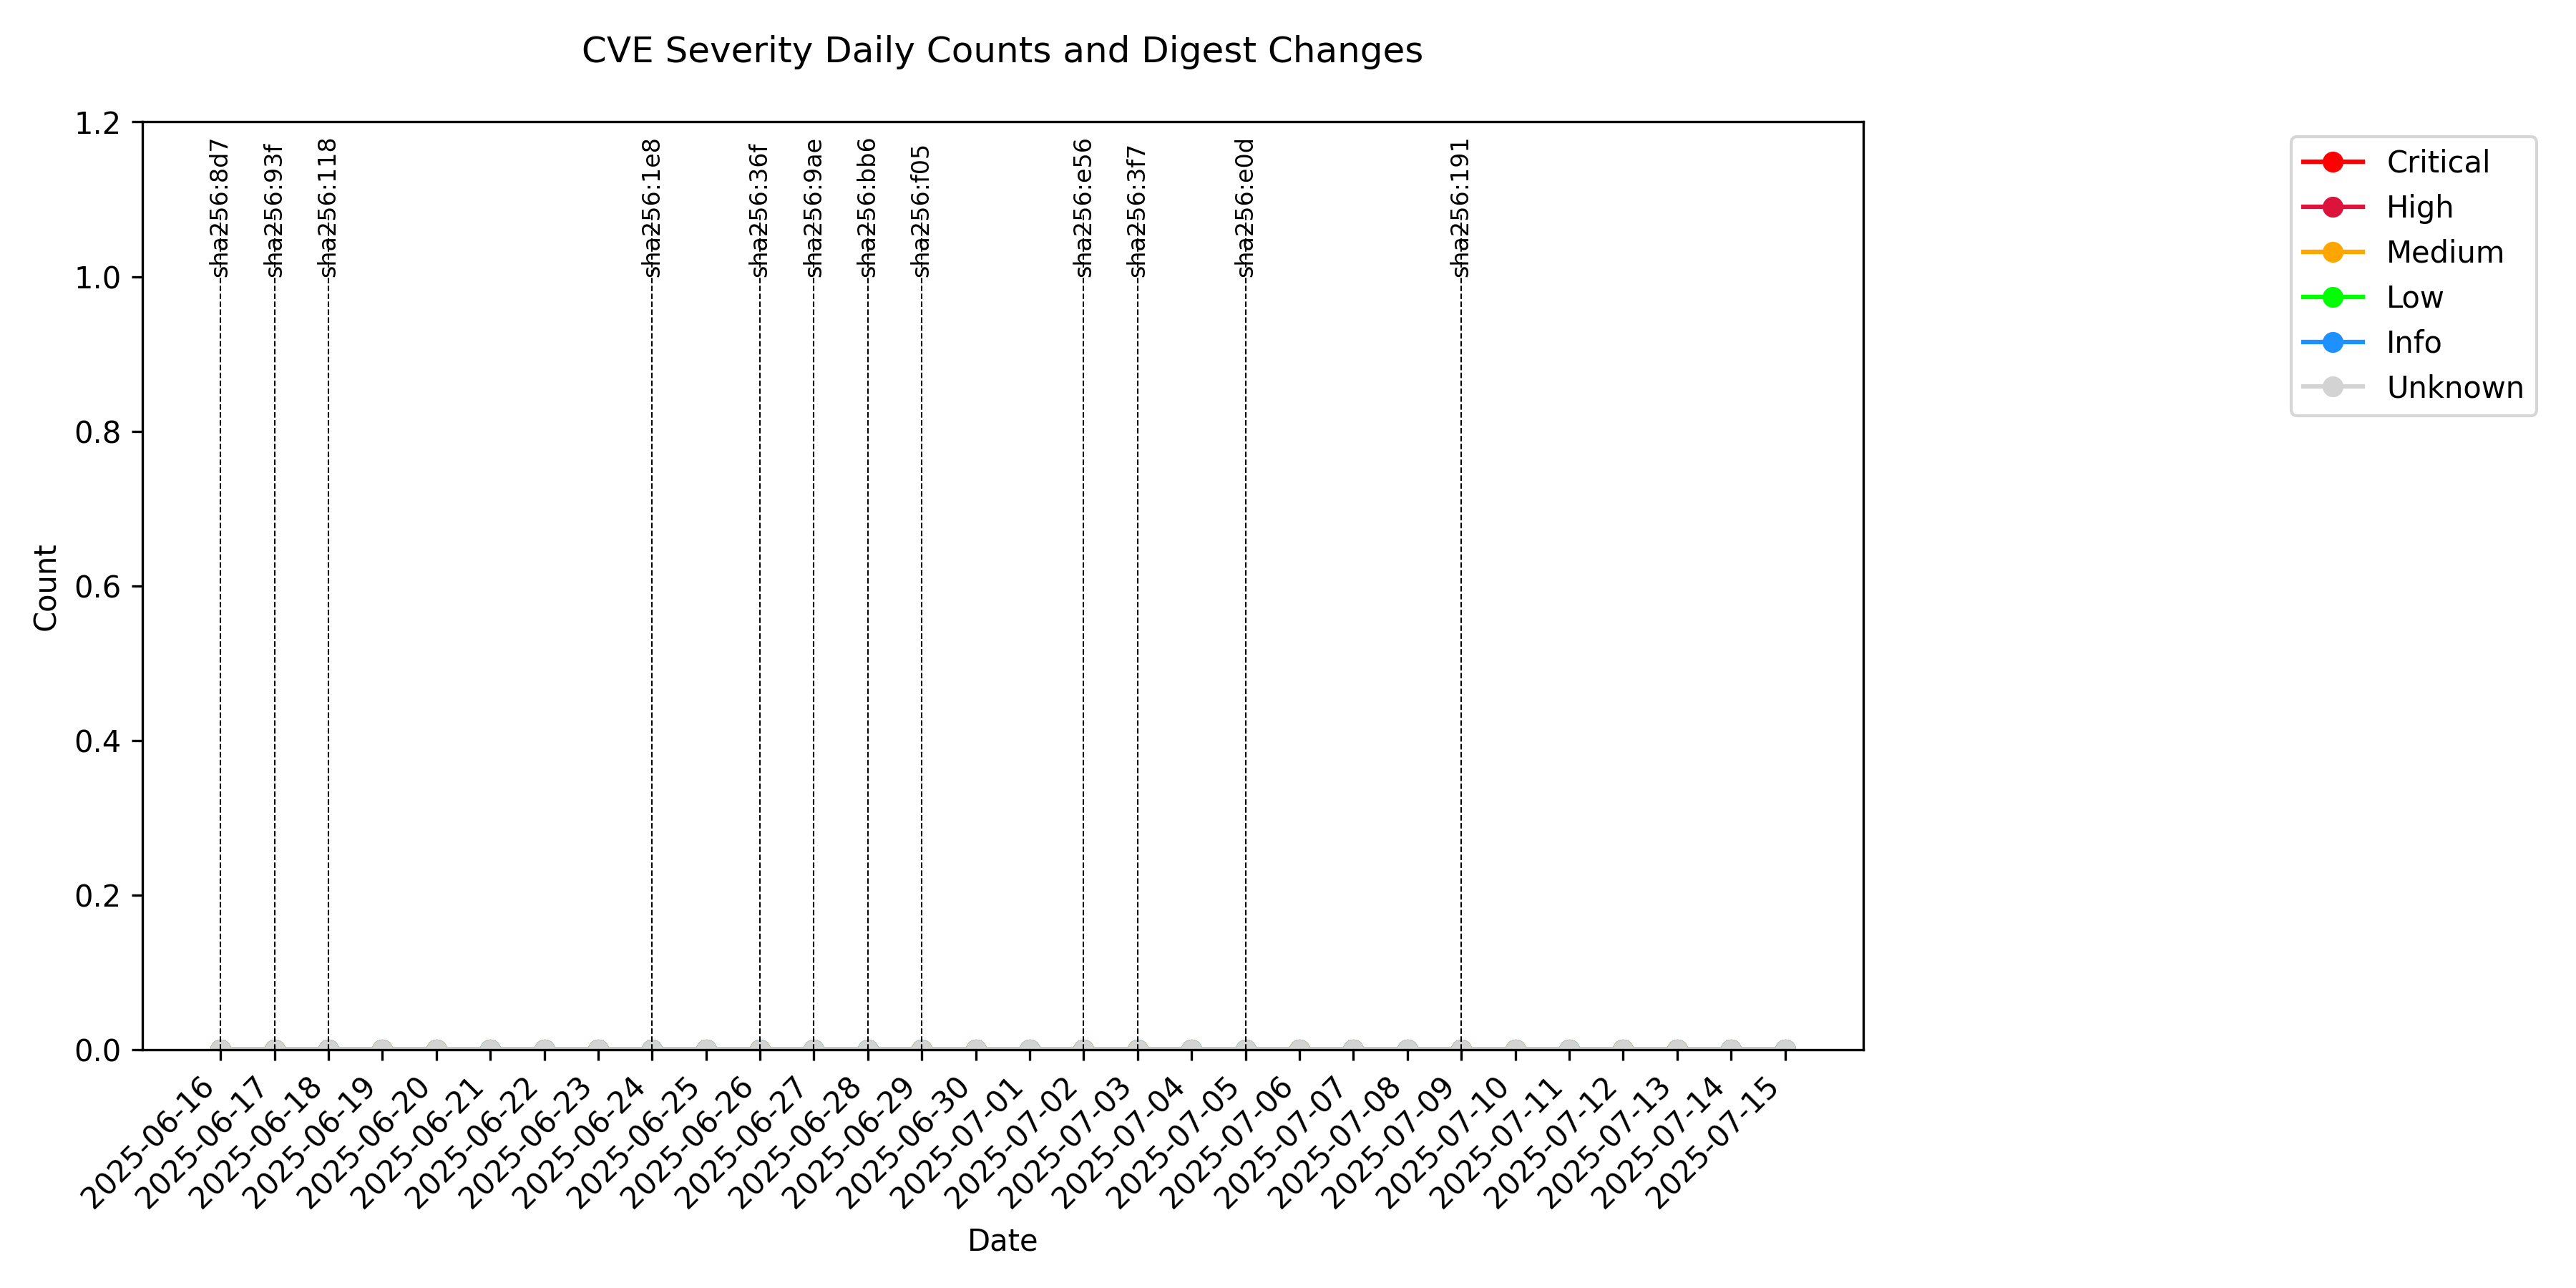 CVE Severity Daily Counts and Digest Changes
1.2
1.0
0.8
0.6
0.4
0.2
0.0
Count
sha256:8d7
sha256:93f
sha256:118
sha256:1e8
sha256:36f
sha256:9ae
sha256:bb6
sha256:f05
sha256:e56
sha256:3f7
sha256:e0d
sha256:191
Critical
High
Medium
Low
Info
Unknown
2025-06-16
2025-06-17
2025-06-18
2025-06-19
2025-06-20
2025-06-21
2025-06-22
2025-06-23
2025-06-24
2025-06-25
2025-06-26
2025-06-27
2025-06-28
2025-06-29
2025-06-30
2025-07-01
2025-07-02
2025-07-03
2025-07-04
2025-07-05
2025-07-06
2025-07-07
2025-07-08
2025-07-09
2025-07-10
2025-07-11
2025-07-12
2025-07-13
2025-07-14
2025-07-15
Date